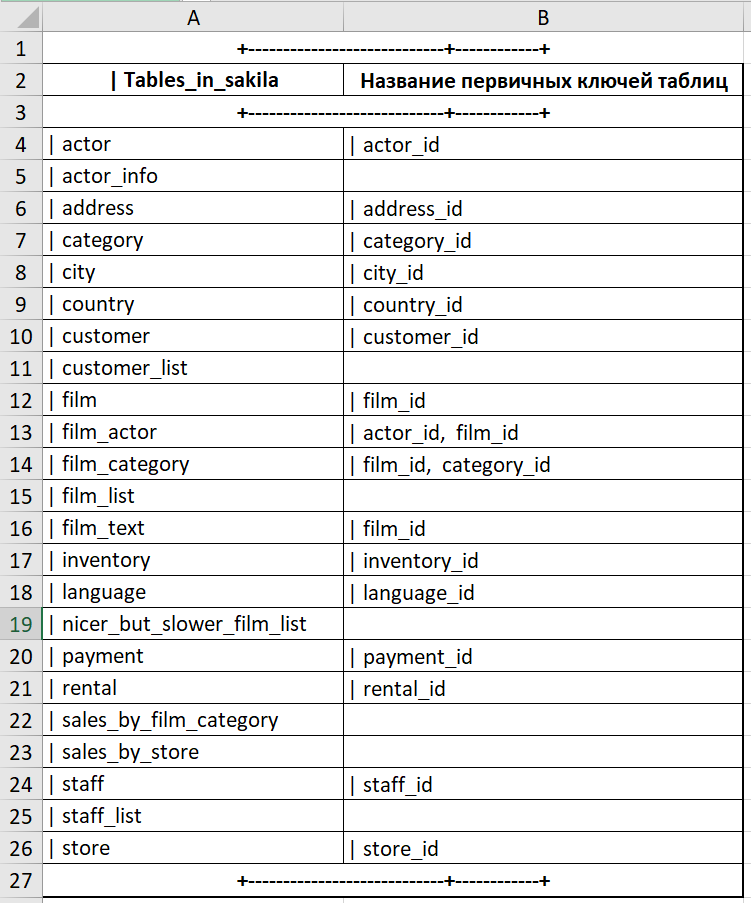 A B
1 +----------------------------+------------+
2 | Tables_in_sakila Название первичных ключей таблиц
3 +----------------------------+------------+
4 | actor | actor_id
5 | actor_info
6 | address | address_id
7 | category | category_id
8 | city | city_id
9 | country | country_id
10 | customer | customer_id
11 | customer_list
12 | film | film_id
13 | film_actor | actor_id, film_id
14 | film_category | film_id, category_id
15 | film_list
16 | film_text | film_id
17 | inventory | inventory_id
18 | language | language_id
19 | nicer_but_slower_film_list
20 | payment | payment_id
21 | rental | rental_id
22 | sales_by_film_category
23 | sales_by_store
24 | staff | staff_id
25 | staff_list
26 | store | store_id
27 +----------------------------+------------+